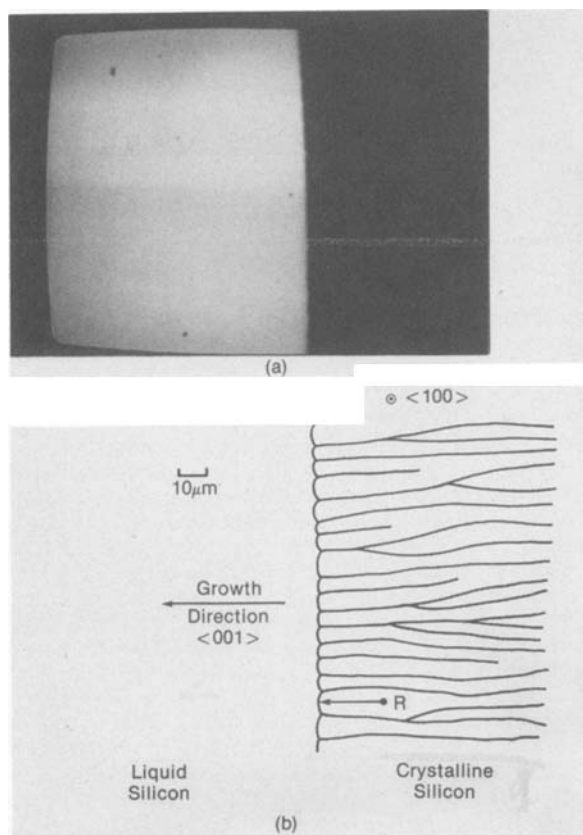 (a)
⊙ <100>
10μm
Growth
Direction
<001>
R
Liquid
Silicon
Crystalline
Silicon
(b)